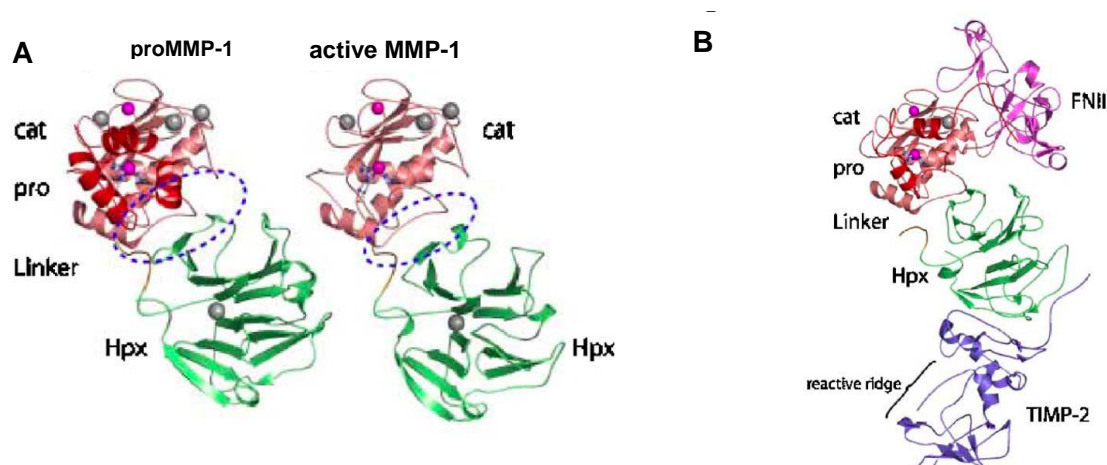 A
proMMP-1
active MMP-1
cat
pro
Linker
Hpx
cat
Hpx
B
FNII
cat
pro
Linker
Hpx
reactive ridge
TIMP-2